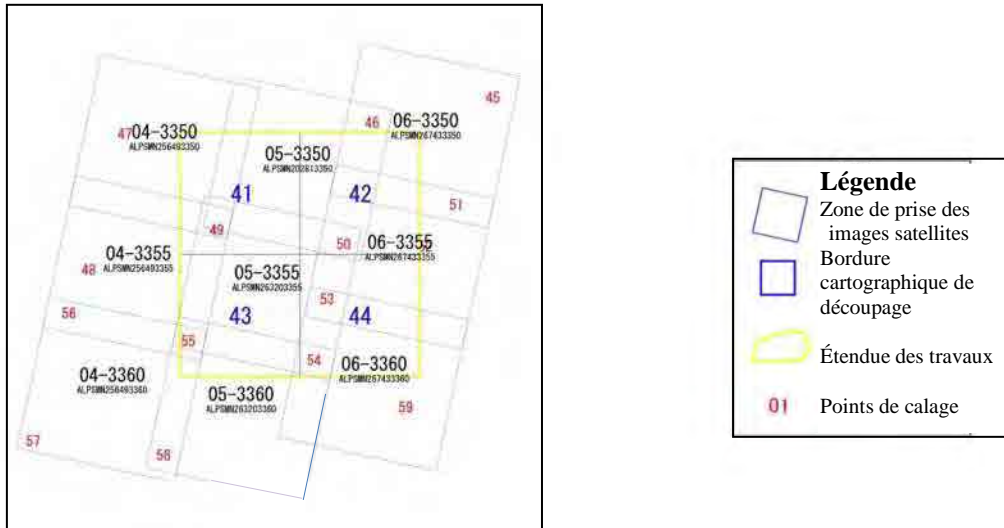 45
46
06-3350
ALPSMN267433350
47
04-3350
ALPSMN256493350
05-3350
41
42
51
49
50
06-3355
ALPSMN267433355
04-3355
ALPSMN256493355
48
05-3355
ALPSMN263203355
53
56
43
44
55
54
06-3360
ALPSMN267433360
04-3360
ALPSMN256493360
05-3360
ALPSMN263203360
59
57
58
Légende
Zone de prise des
images satellites
Bordure
cartographique de
découpage
Étendue des travaux
01
Points de calage